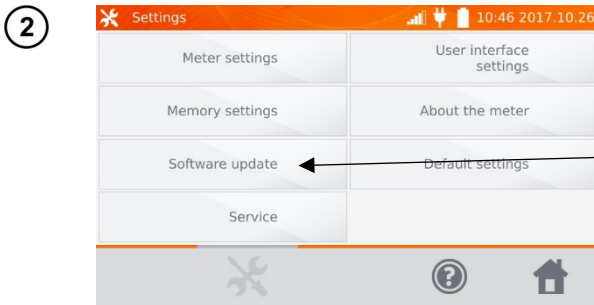 2
Settings
10:46 2017.10.26
Meter settings
User interface
settings
Memory settings
About the meter
Software update
Default settings
Service
?